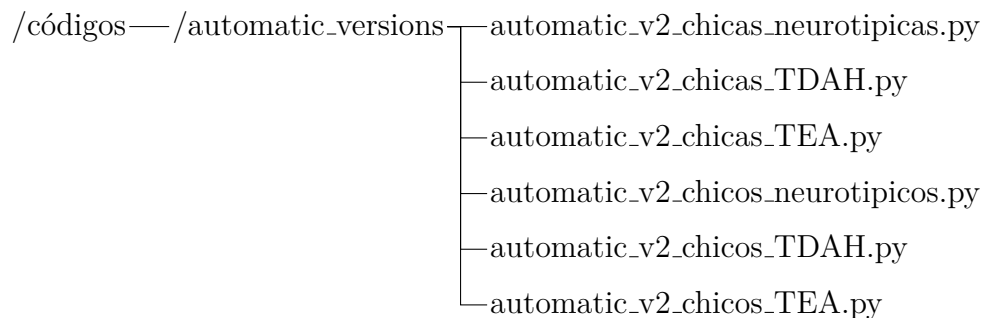 /códigos /automatic_versions automatic_v2_chicas_neurotipicas.py
automatic_v2_chicas_TDAH.py
automatic_v2_chicas_TEA.py
automatic_v2_chicos_neurotipicos.py
automatic_v2_chicos_TDAH.py
automatic_v2_chicos_TEA.py